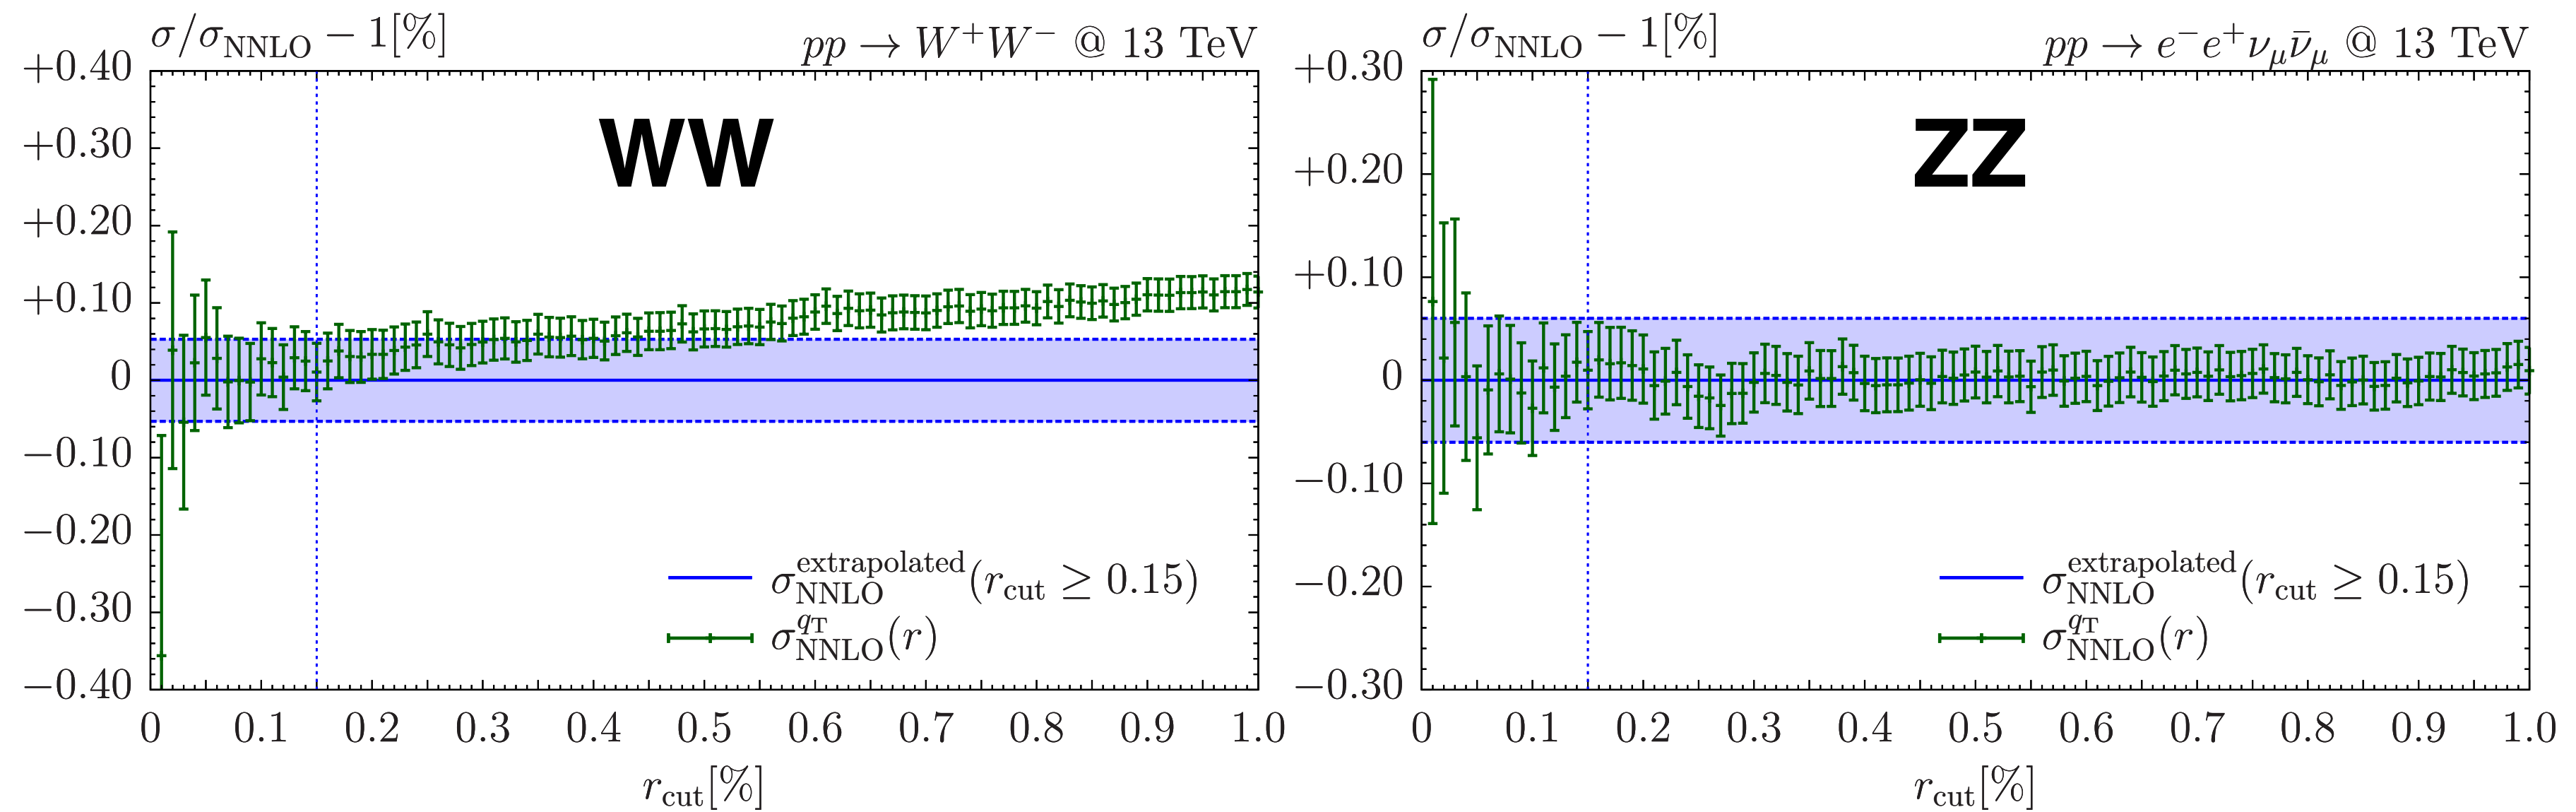 σ/σ_NNLO − 1[%]
pp → W⁺W⁻ @ 13 TeV
+0.40
+0.30
+0.20
+0.10
0
−0.10
−0.20
−0.30
−0.40
WW
σ_NNLO^extrapolated(r_cut ≥ 0.15)
σ_NNLO^{q_T}(r)
0 0.1 0.2 0.3 0.4 0.5 0.6 0.7 0.8 0.9 1.0
r_cut[%]
σ/σ_NNLO − 1[%]
pp → e⁻e⁺ν_μν̄_μ @ 13 TeV
+0.30
+0.20
+0.10
0
−0.10
−0.20
−0.30
ZZ
σ_NNLO^extrapolated(r_cut ≥ 0.15)
σ_NNLO^{q_T}(r)
0 0.1 0.2 0.3 0.4 0.5 0.6 0.7 0.8 0.9 1.0
r_cut[%]